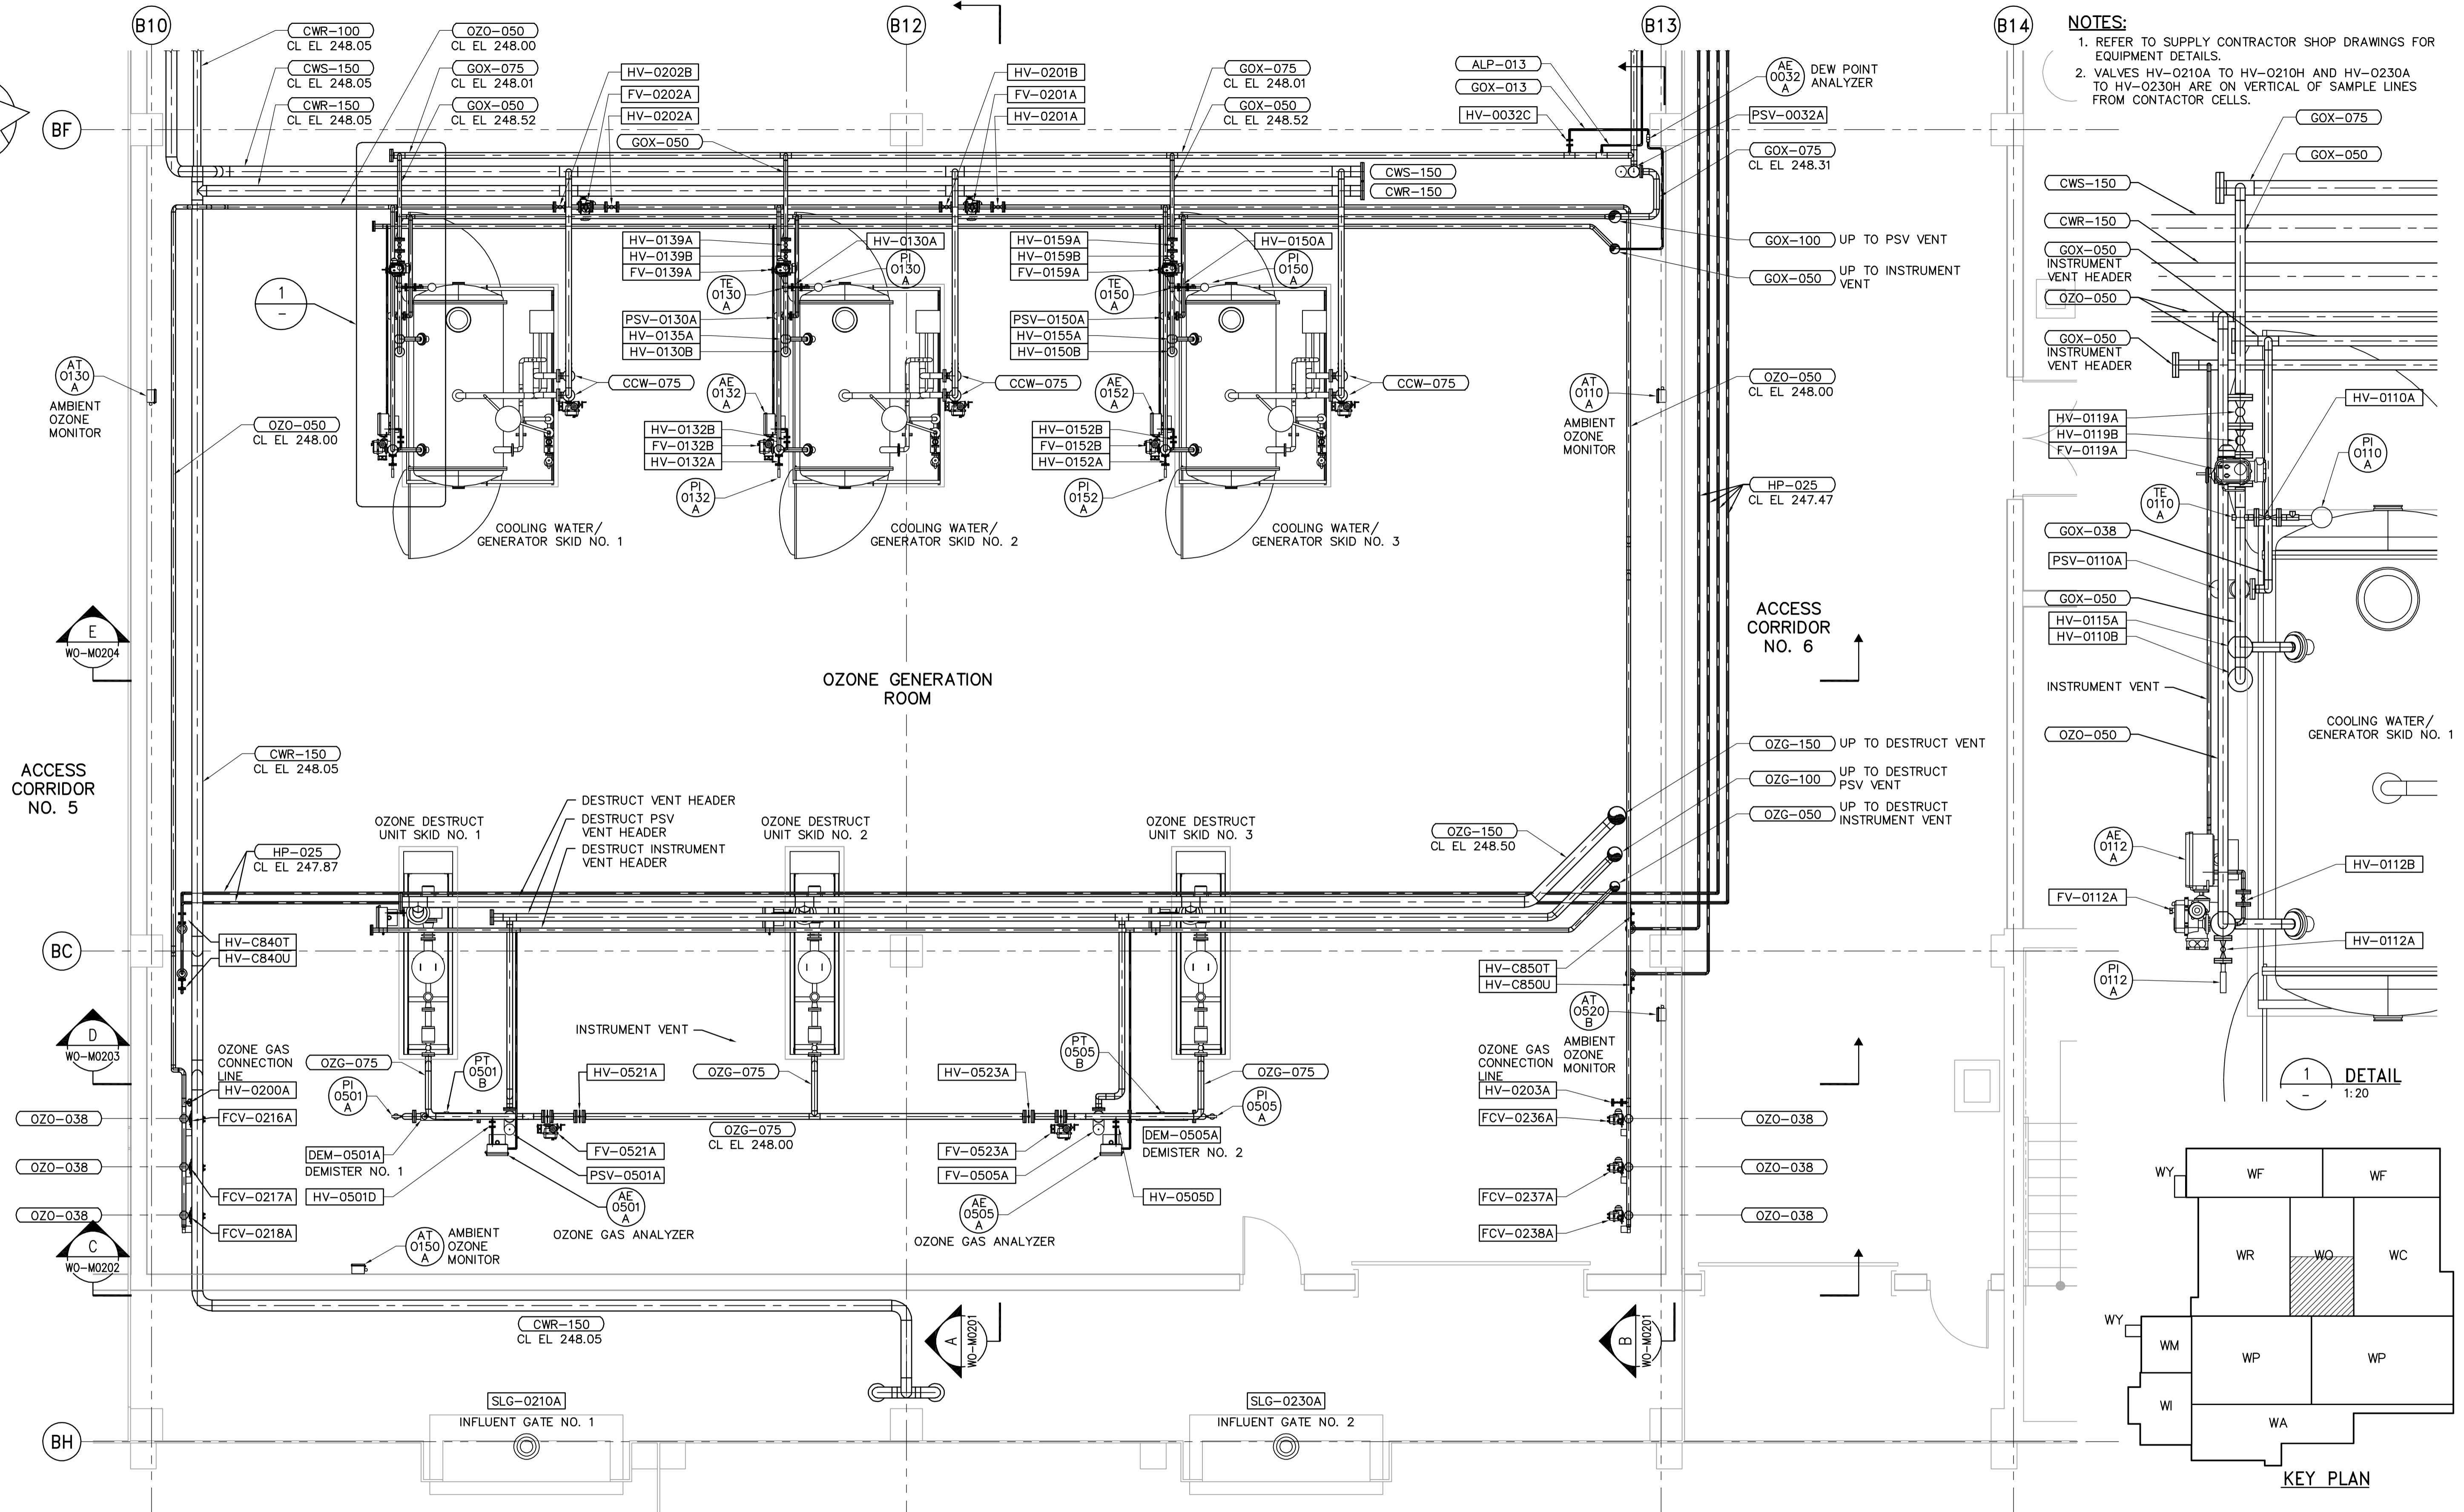 B10
B12
B13
B14
BF
BC
BH
CWR-100
CL EL 248.05
CWS-150
CL EL 248.05
CWR-150
CL EL 248.05
OZO-050
CL EL 248.00
GOX-075
CL EL 248.01
GOX-050
CL EL 248.52
HV-0202B
FV-0202A
HV-0202A
GOX-050
HV-0201B
FV-0201A
HV-0201A
GOX-075
CL EL 248.01
GOX-050
CL EL 248.52
ALP-013
GOX-013
HV-0032C
AE
0032
A
DEW POINT
ANALYZER
PSV-0032A
GOX-075
CL EL 248.31
CWS-150
CWR-150
GOX-100
UP TO PSV VENT
GOX-050
UP TO INSTRUMENT
VENT
1
-
HV-0139A
HV-0139B
FV-0139A
HV-0130A
PI
0130
A
TE
0130
A
PSV-0130A
HV-0135A
HV-0130B
CCW-075
AE
0132
A
HV-0132B
FV-0132B
HV-0132A
PI
0132
A
HV-0159A
HV-0159B
FV-0159A
HV-0150A
PI
0150
A
TE
0150
A
PSV-0150A
HV-0155A
HV-0150B
CCW-075
AE
0152
A
HV-0152B
FV-0152B
HV-0152A
PI
0152
A
CCW-075
COOLING WATER/
GENERATOR SKID NO. 1
COOLING WATER/
GENERATOR SKID NO. 2
COOLING WATER/
GENERATOR SKID NO. 3
AT
0130
A
AMBIENT
OZONE
MONITOR
OZO-050
CL EL 248.00
AT
0110
A
AMBIENT
OZONE
MONITOR
OZO-050
CL EL 248.00
HP-025
CL EL 247.47
E
WO-M0204
OZONE GENERATION
ROOM
ACCESS
CORRIDOR
NO. 6
ACCESS
CORRIDOR
NO. 5
CWR-150
CL EL 248.05
HP-025
CL EL 247.87
DESTRUCT VENT HEADER
DESTRUCT PSV
VENT HEADER
DESTRUCT INSTRUMENT
VENT HEADER
OZONE DESTRUCT
UNIT SKID NO. 1
OZONE DESTRUCT
UNIT SKID NO. 2
OZONE DESTRUCT
UNIT SKID NO. 3
OZG-150
CL EL 248.50
OZG-150
UP TO DESTRUCT VENT
OZG-100
UP TO DESTRUCT
PSV VENT
OZG-050
UP TO DESTRUCT
INSTRUMENT VENT
HV-C840T
HV-C840U
HV-C850T
HV-C850U
AT
0520
B
AMBIENT
OZONE
MONITOR
D
WO-M0203
OZONE GAS
CONNECTION
LINE
HV-0200A
OZO-038
FCV-0216A
OZO-038
FCV-0217A
OZO-038
FCV-0218A
C
WO-M0202
OZG-075
PI
0501
A
PT
0501
B
INSTRUMENT VENT
HV-0521A
OZG-075
HV-0523A
PT
0505
B
OZG-075
PI
0505
A
DEM-0501A
DEMISTER NO. 1
HV-0501D
FV-0521A
PSV-0501A
AE
0501
A
OZONE GAS ANALYZER
OZG-075
CL EL 248.00
FV-0523A
FV-0505A
DEM-0505A
DEMISTER NO. 2
HV-0505D
AE
0505
A
OZONE GAS ANALYZER
AT
0150
A
AMBIENT
OZONE
MONITOR
OZONE GAS
CONNECTION
LINE
HV-0203A
FCV-0236A
OZO-038
FCV-0237A
OZO-038
FCV-0238A
OZO-038
CWR-150
CL EL 248.05
A
WO-M0201
B
WO-M0201
SLG-0210A
INFLUENT GATE NO. 1
SLG-0230A
INFLUENT GATE NO. 2
NOTES:
1. REFER TO SUPPLY CONTRACTOR SHOP DRAWINGS FOR
EQUIPMENT DETAILS.
2. VALVES HV-0210A TO HV-0210H AND HV-0230A
TO HV-0230H ARE ON VERTICAL OF SAMPLE LINES
FROM CONTACTOR CELLS.
GOX-075
GOX-050
CWS-150
CWR-150
GOX-050
INSTRUMENT
VENT HEADER
OZO-050
GOX-050
INSTRUMENT
VENT HEADER
HV-0110A
HV-0119A
HV-0119B
FV-0119A
PI
0110
A
TE
0110
A
GOX-038
PSV-0110A
GOX-050
HV-0115A
HV-0110B
INSTRUMENT VENT
COOLING WATER/
GENERATOR SKID NO. 1
OZO-050
AE
0112
A
HV-0112B
FV-0112A
HV-0112A
PI
0112
A
1
-
DETAIL
1:20
WY
WF
WF
WR
WO
WC
WY
WM
WP
WP
WI
WA
KEY PLAN